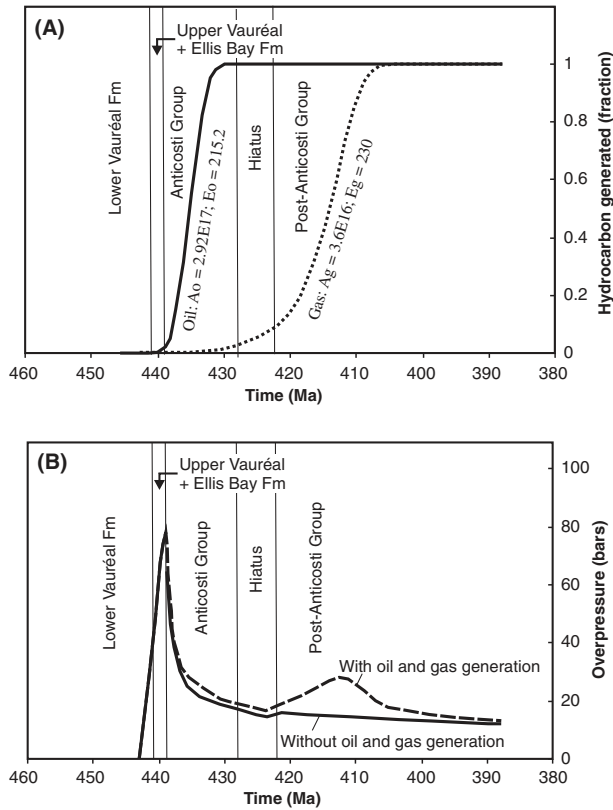 (A)
Upper Vauréal
+ Ellis Bay Fm
Lower Vauréal Fm
Anticosti Group
Hiatus
Post-Anticosti Group
Oil: Ao = 2.92E17; Eo = 215.2
Gas: Ag = 3.6E16; Eg = 230
1
0.8
0.6
0.4
0.2
0
Hydrocarbon generated (fraction)
460 450 440 430 420 410 400 390 380
Time (Ma)
(B)
Upper Vauréal
+ Ellis Bay Fm
Lower Vauréal Fm
Anticosti Group
Hiatus
Post-Anticosti Group
With oil and gas generation
Without oil and gas generation
100
80
60
40
20
0
Overpressure (bars)
460 450 440 430 420 410 400 390 380
Time (Ma)